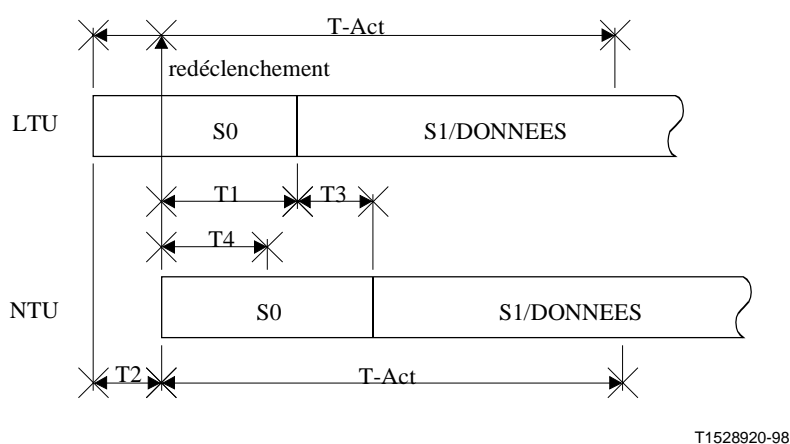 T-Act
redéclenchement
LTU
S0
S1/DONNEES
T1
T3
T4
NTU
S0
S1/DONNEES
T2
T-Act
T1528920-98